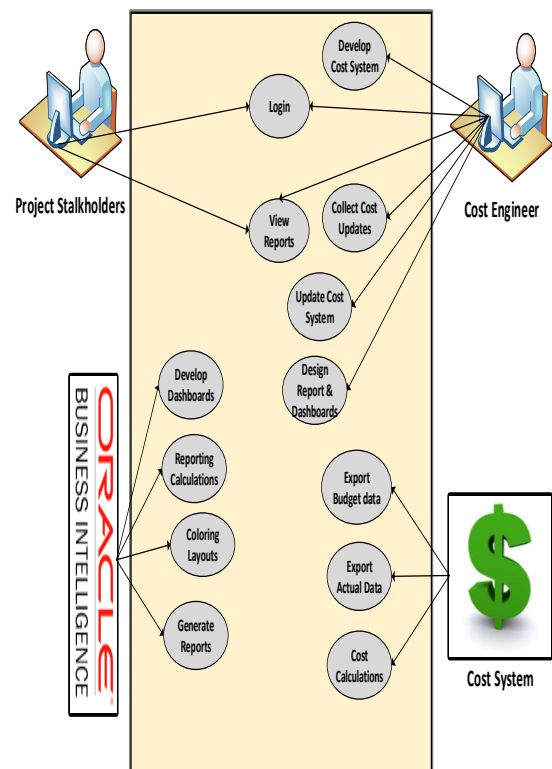 Develop
Cost System
Login
Project Stalkholders
Cost Engineer
View
Reports
Collect Cost
Updates
Update Cost
System
Design
Report &
Dashboards
Develop
Dashboards
Reporting
Calculations
Coloring
Layouts
Generate
Reports
ORACLE
BUSINESS INTELLIGENCE
Export
Budget data
Export
Actual Data
Cost
Calculations
$
Cost System